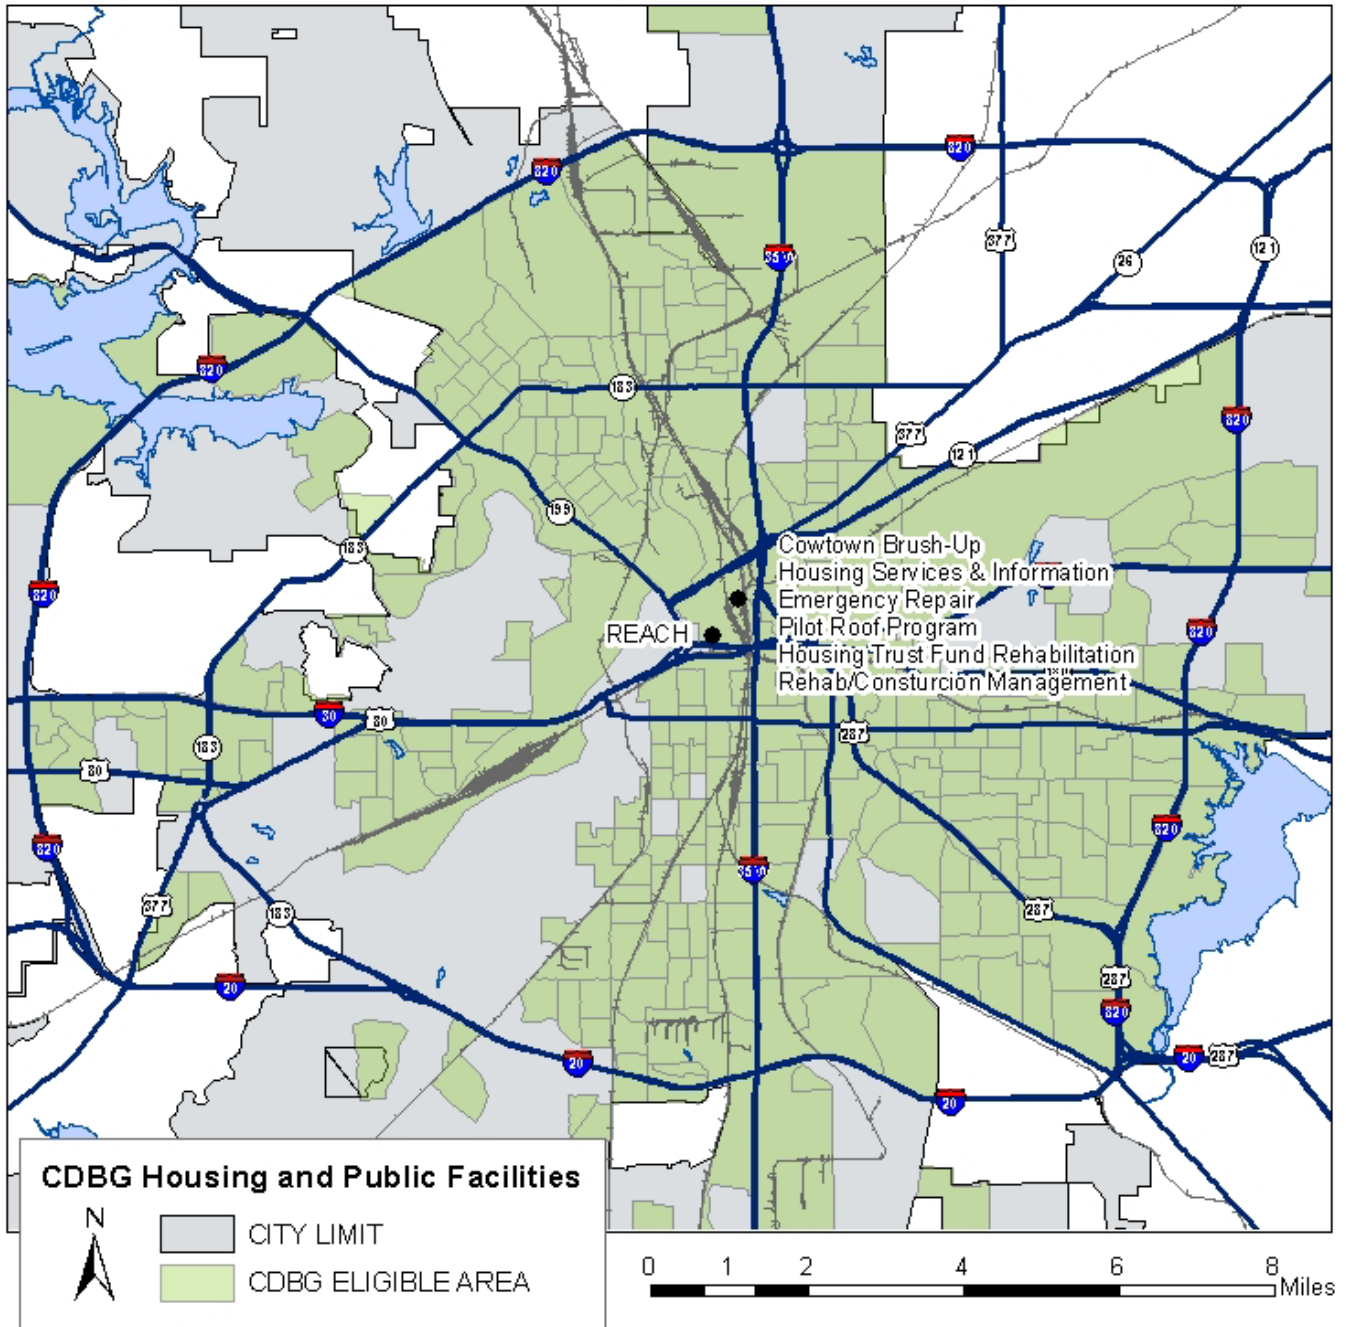 820
820
377
26
121
35W
820
183
377
121
820
199
183
820
Cowtown Brush-Up
Housing Services & Information
Emergency Repair
REACH
Pilot Roof Program
820
Housing Trust Fund Rehabilitation
Rehab/Consturcion Management
30
80
287
183
80
820
820
35W
377
183
287
287
20
820
20
20
287
20
CDBG Housing and Public Facilities
N
CITY LIMIT
CDBG ELIGIBLE AREA
0 1 2 4 6 8
Miles